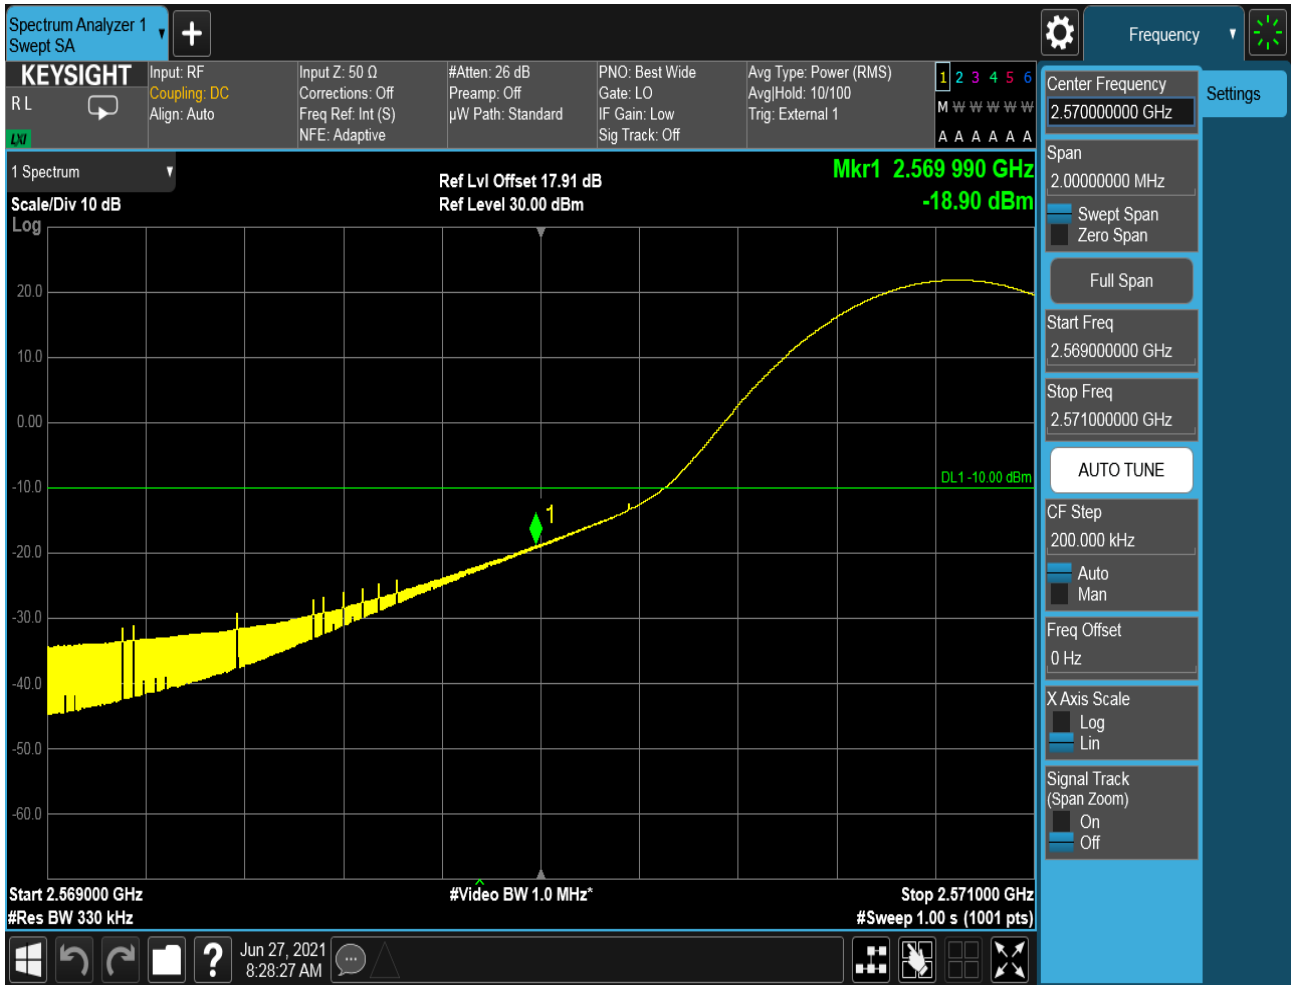 Spectrum Analyzer 1
Swept SA
Frequency
KEYSIGHT
R L
LXI
Input: RF
Coupling: DC
Align: Auto
Input Z: 50 Ω
Corrections: Off
Freq Ref: Int (S)
NFE: Adaptive
#Atten: 26 dB
Preamp: Off
µW Path: Standard
PNO: Best Wide
Gate: LO
IF Gain: Low
Sig Track: Off
Avg Type: Power (RMS)
Avg|Hold: 10/100
Trig: External 1
1 2 3 4 5 6
M W W W W W
A A A A A A
1 Spectrum
Scale/Div 10 dB
Log
Ref Lvl Offset 17.91 dB
Ref Level 30.00 dBm
Mkr1 2.569 990 GHz
-18.90 dBm
20.0
10.0
0.00
-10.0
-20.0
-30.0
-40.0
-50.0
-60.0
DL1 -10.00 dBm
1
Start 2.569000 GHz
#Res BW 330 kHz
#Video BW 1.0 MHz*
Stop 2.571000 GHz
#Sweep 1.00 s (1001 pts)
?
Jun 27, 2021
8:28:27 AM
Center Frequency
2.570000000 GHz
Settings
Span
2.00000000 MHz
Swept Span
Zero Span
Full Span
Start Freq
2.569000000 GHz
Stop Freq
2.571000000 GHz
AUTO TUNE
CF Step
200.000 kHz
Auto
Man
Freq Offset
0 Hz
X Axis Scale
Log
Lin
Signal Track
(Span Zoom)
On
Off